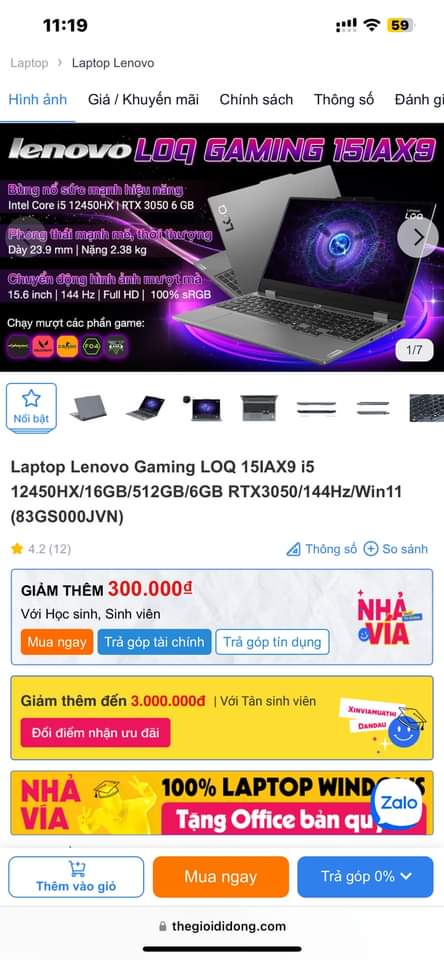 11:19
59
Laptop › Laptop Lenovo
Hình ảnh Giá / Khuyến mãi Chính sách Thông số Đánh gi
lenovo LOQ GAMING 15IAX9
Bùng nổ sức mạnh hiệu năng
Intel Core i5 12450HX | RTX 3050 6 GB
Phong thái mạnh mẽ, thời thượng
Dày 23.9 mm | Nặng 2.38 kg
Chuyển động hình ảnh mượt mà
15.6 inch | 144 Hz | Full HD | 100% sRGB
Chạy mượt các phần game:
LOQ
1/7
Nổi bật
Laptop Lenovo Gaming LOQ 15IAX9 i5
12450HX/16GB/512GB/6GB RTX3050/144Hz/Win11
(83GS000JVN)
4.2 (12) Thông số So sánh
GIẢM THÊM 300.000₫
Với Học sinh, Sinh viên
Mua ngay Trả góp tài chính Trả góp tín dụng
NHẢ
VÍA
Giảm thêm đến 3.000.000đ | Với Tân sinh viên
Đổi điểm nhận ưu đãi
XINVIAMUATHI
DANDAU
NHẢ
VÍA
100% LAPTOP WINDOWS
Tặng Office bản qu
Zalo
Thêm vào giỏ
Mua ngay
Trả góp 0%
thegioididong.com